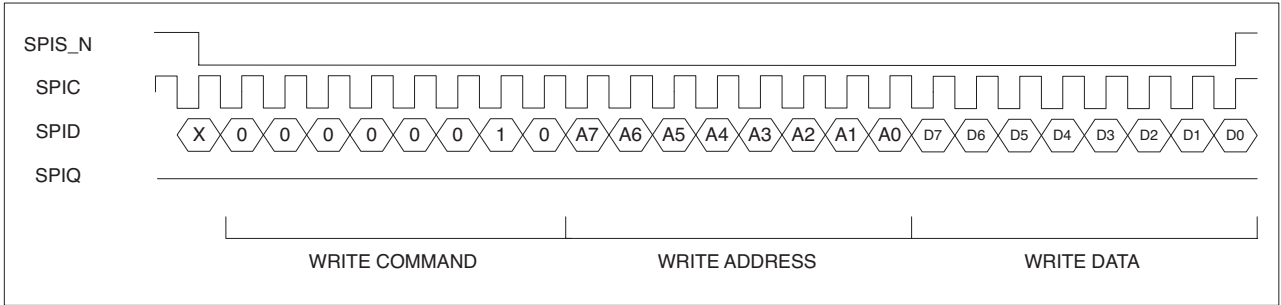 SPIS_N
SPIC
SPID X 0 0 0 0 0 0 1 0 A7 A6 A5 A4 A3 A2 A1 A0 D7 D6 D5 D4 D3 D2 D1 D0
SPIQ
WRITE COMMAND WRITE ADDRESS WRITE DATA